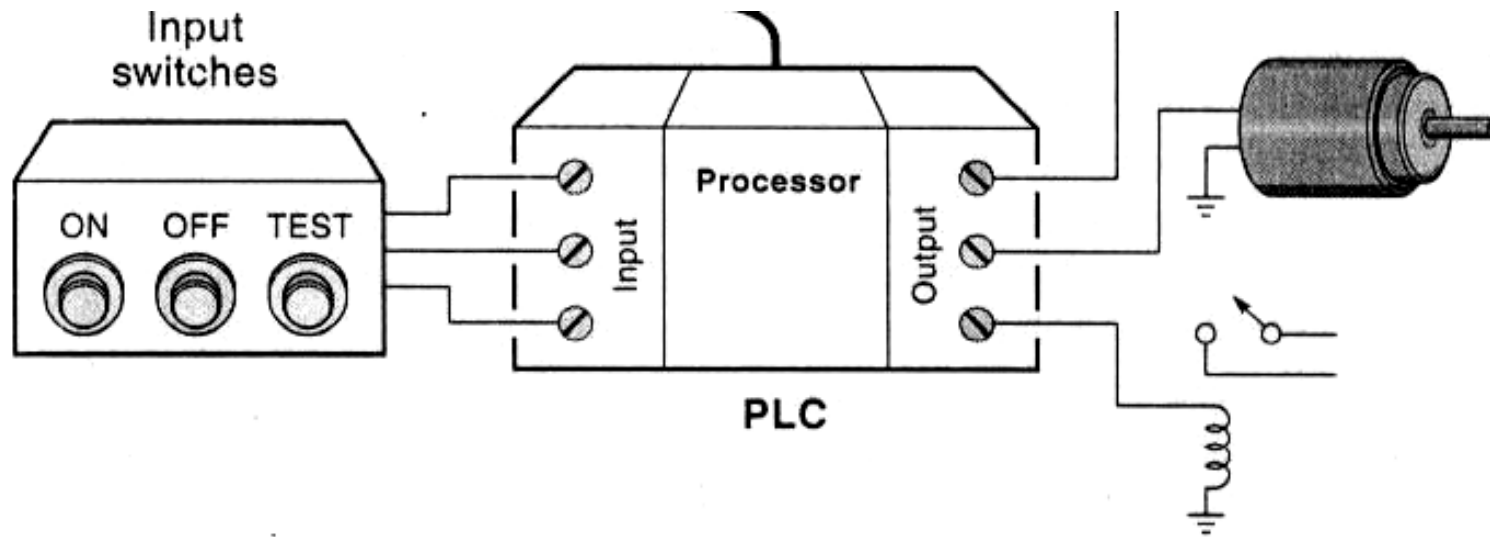 Input
switches
ON OFF TEST
Input
Processor
Output
PLC